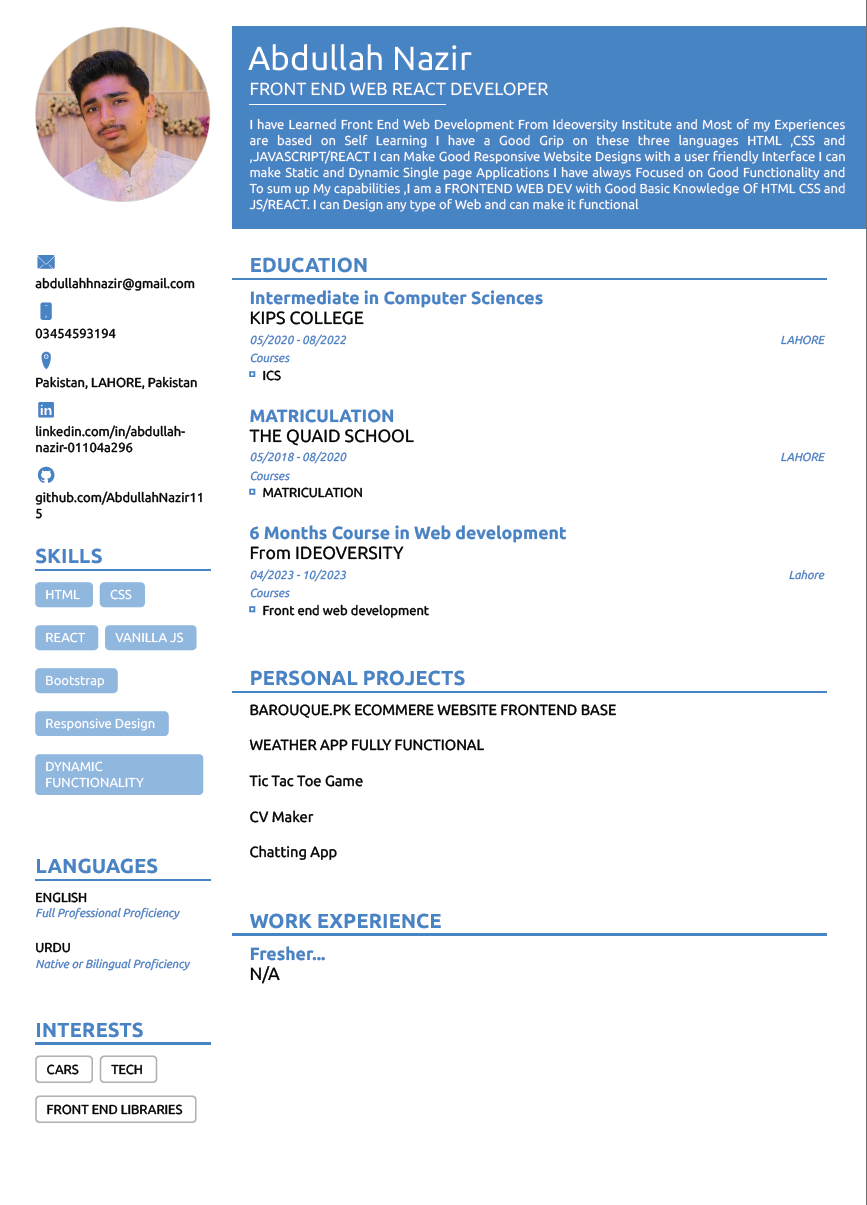 Abdullah Nazir
FRONT END WEB REACT DEVELOPER
I have Learned Front End Web Development From Ideoversity Institute and Most of my Experiences
are based on Self Learning I have a Good Grip on these three languages HTML ,CSS and
,JAVASCRIPT/REACT I can Make Good Responsive Website Designs with a user friendly Interface I can
make Static and Dynamic Single page Applications I have always Focused on Good Functionality and
To sum up My capabilities ,I am a FRONTEND WEB DEV with Good Basic Knowledge Of HTML CSS and
JS/REACT. I can Design any type of Web and can make it functional
abdullahhnazir@gmail.com
03454593194
Pakistan, LAHORE, Pakistan
in
linkedin.com/in/abdullah-
nazir-01104a296
github.com/AbdullahNazir11
5
SKILLS
HTML CSS
REACT VANILLA JS
Bootstrap
Responsive Design
DYNAMIC
FUNCTIONALITY
LANGUAGES
ENGLISH
Full Professional Proficiency
URDU
Native or Bilingual Proficiency
INTERESTS
CARS TECH
FRONT END LIBRARIES
EDUCATION
Intermediate in Computer Sciences
KIPS COLLEGE
05/2020 - 08/2022 LAHORE
Courses
ICS
MATRICULATION
THE QUAID SCHOOL
05/2018 - 08/2020 LAHORE
Courses
MATRICULATION
6 Months Course in Web development
From IDEOVERSITY
04/2023 - 10/2023 Lahore
Courses
Front end web development
PERSONAL PROJECTS
BAROUQUE.PK ECOMMERE WEBSITE FRONTEND BASE
WEATHER APP FULLY FUNCTIONAL
Tic Tac Toe Game
CV Maker
Chatting App
WORK EXPERIENCE
Fresher...
N/A